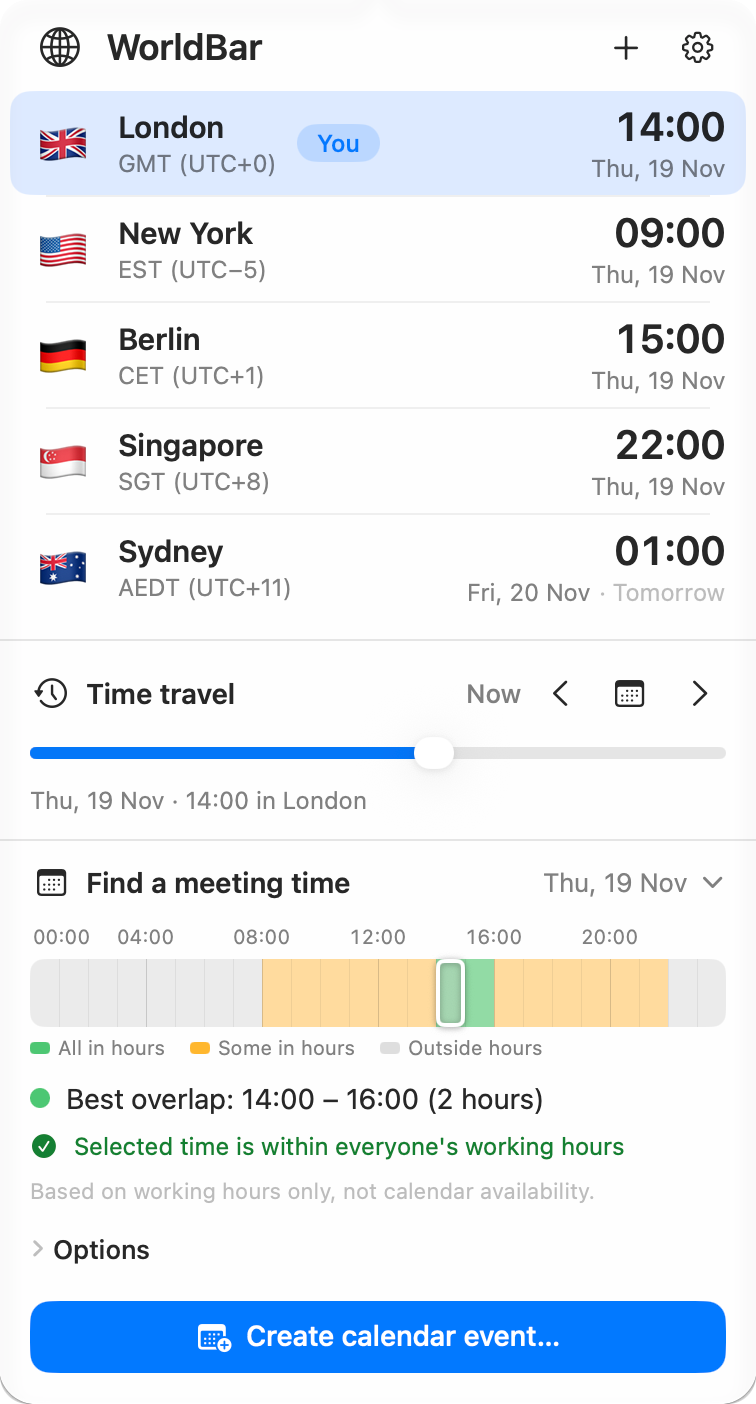 WorldBar
London
GMT (UTC+0)
You
14:00
Thu, 19 Nov
New York
EST (UTC−5)
09:00
Thu, 19 Nov
Berlin
CET (UTC+1)
15:00
Thu, 19 Nov
Singapore
SGT (UTC+8)
22:00
Thu, 19 Nov
Sydney
AEDT (UTC+11)
01:00
Fri, 20 Nov · Tomorrow
Time travel
Now
Thu, 19 Nov · 14:00 in London
Find a meeting time
Thu, 19 Nov
00:00 04:00 08:00 12:00 16:00 20:00
All in hours Some in hours Outside hours
Best overlap: 14:00 – 16:00 (2 hours)
Selected time is within everyone's working hours
Based on working hours only, not calendar availability.
Options
Create calendar event...